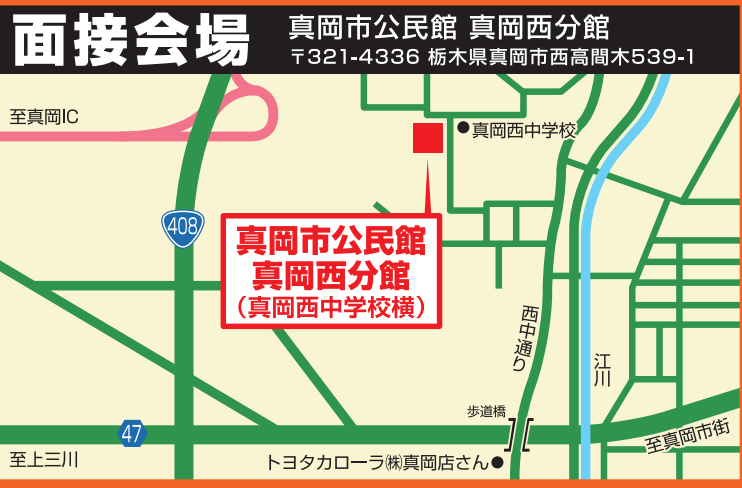 面接会場
真岡市公民館 真岡西分館
〒321-4336 栃木県真岡市西高間木539-1
至真岡IC
真岡西中学校
408
真岡市公民館
真岡西分館
(真岡西中学校横)
西中通り
江川
歩道橋
47
至真岡市街
至上三川
トヨタカローラ㈱真岡店さん